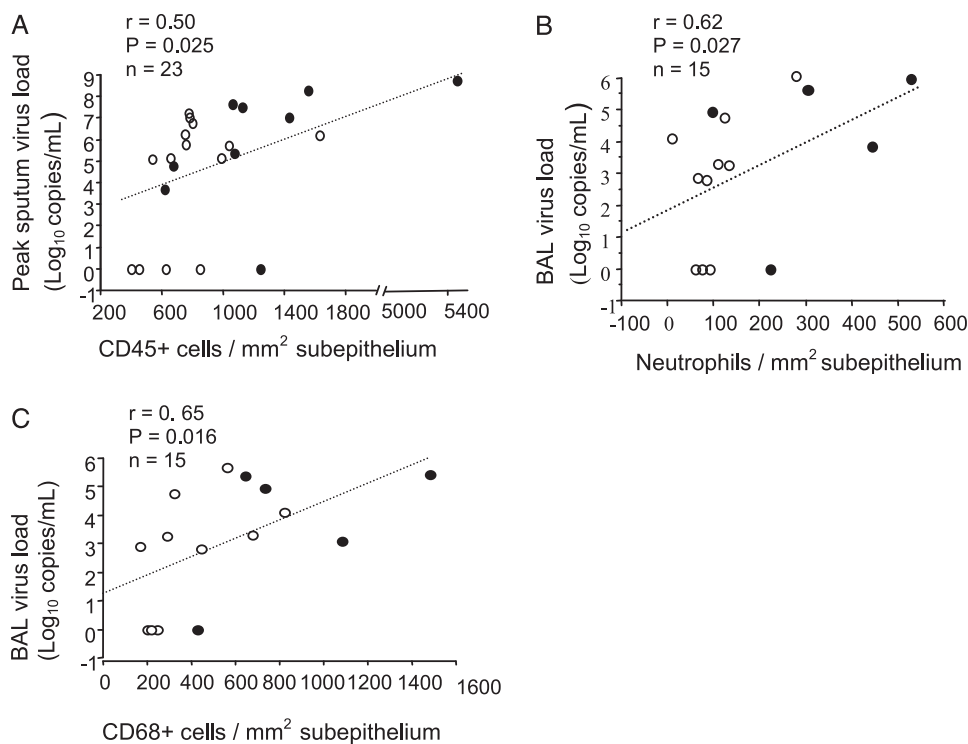 A
r = 0.50
P = 0.025
n = 23
Peak sputum virus load
(Log10 copies/mL)
9
8
7
6
5
4
3
2
1
0
-1
200 600 1000 1400 1800 5000 5400
CD45+ cells / mm2 subepithelium
B
r = 0.62
P = 0.027
n = 15
BAL virus load
(Log10 copies/mL)
6
5
4
3
2
1
0
-1
-100 0 100 200 300 400 500 600
Neutrophils / mm2 subepithelium
C
r = 0. 65
P = 0.016
n = 15
BAL virus load
(Log10 copies/mL)
6
5
4
3
2
1
0
-1
0 200 400 600 800 1000 1200 1400 1600
CD68+ cells / mm2 subepithelium